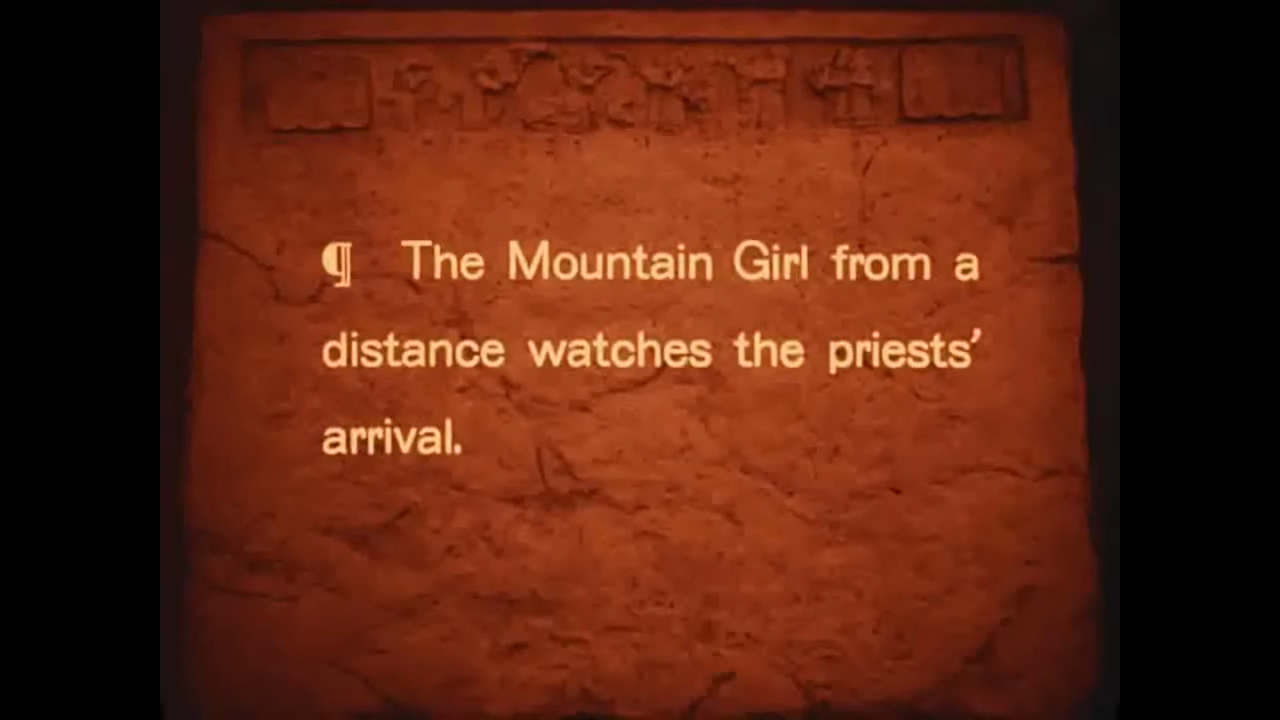 ¶ The Mountain Girl from a
distance watches the priests’
arrival.